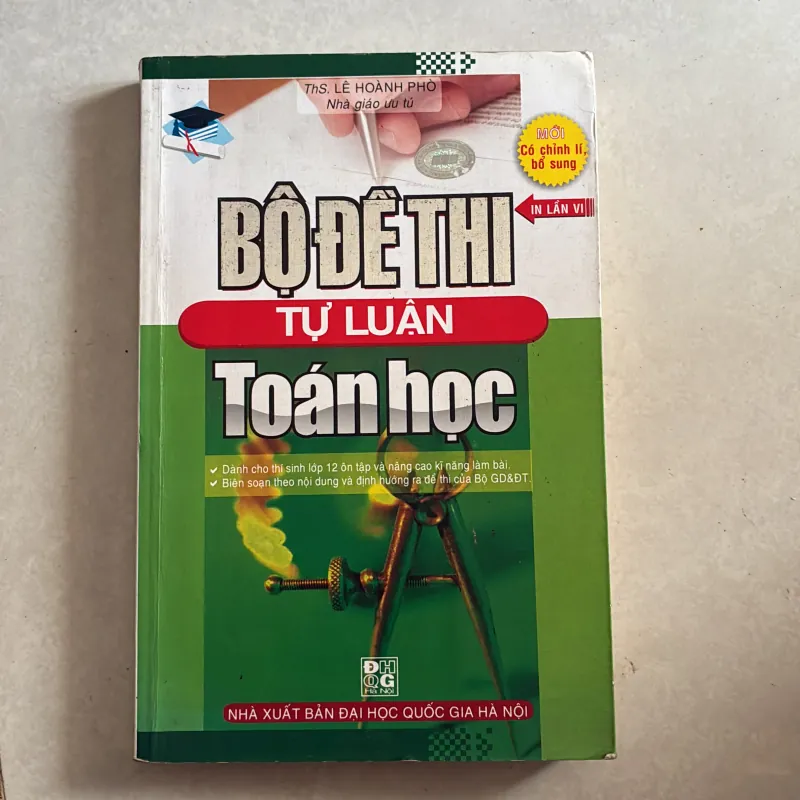 ThS. LÊ HOÀNH PHÒ
Nhà giáo ưu tú
MỚI
Có chỉnh lí,
bổ sung
IN LẦN VI
BỘ ĐỀ THI
TỰ LUẬN
Toán học
Dành cho thí sinh lớp 12 ôn tập và nâng cao kĩ năng làm bài.
Biên soạn theo nội dung và định hướng ra đề thi của Bộ GD&ĐT.
ĐH
QG
Hà Nội
NHÀ XUẤT BẢN ĐẠI HỌC QUỐC GIA HÀ NỘI